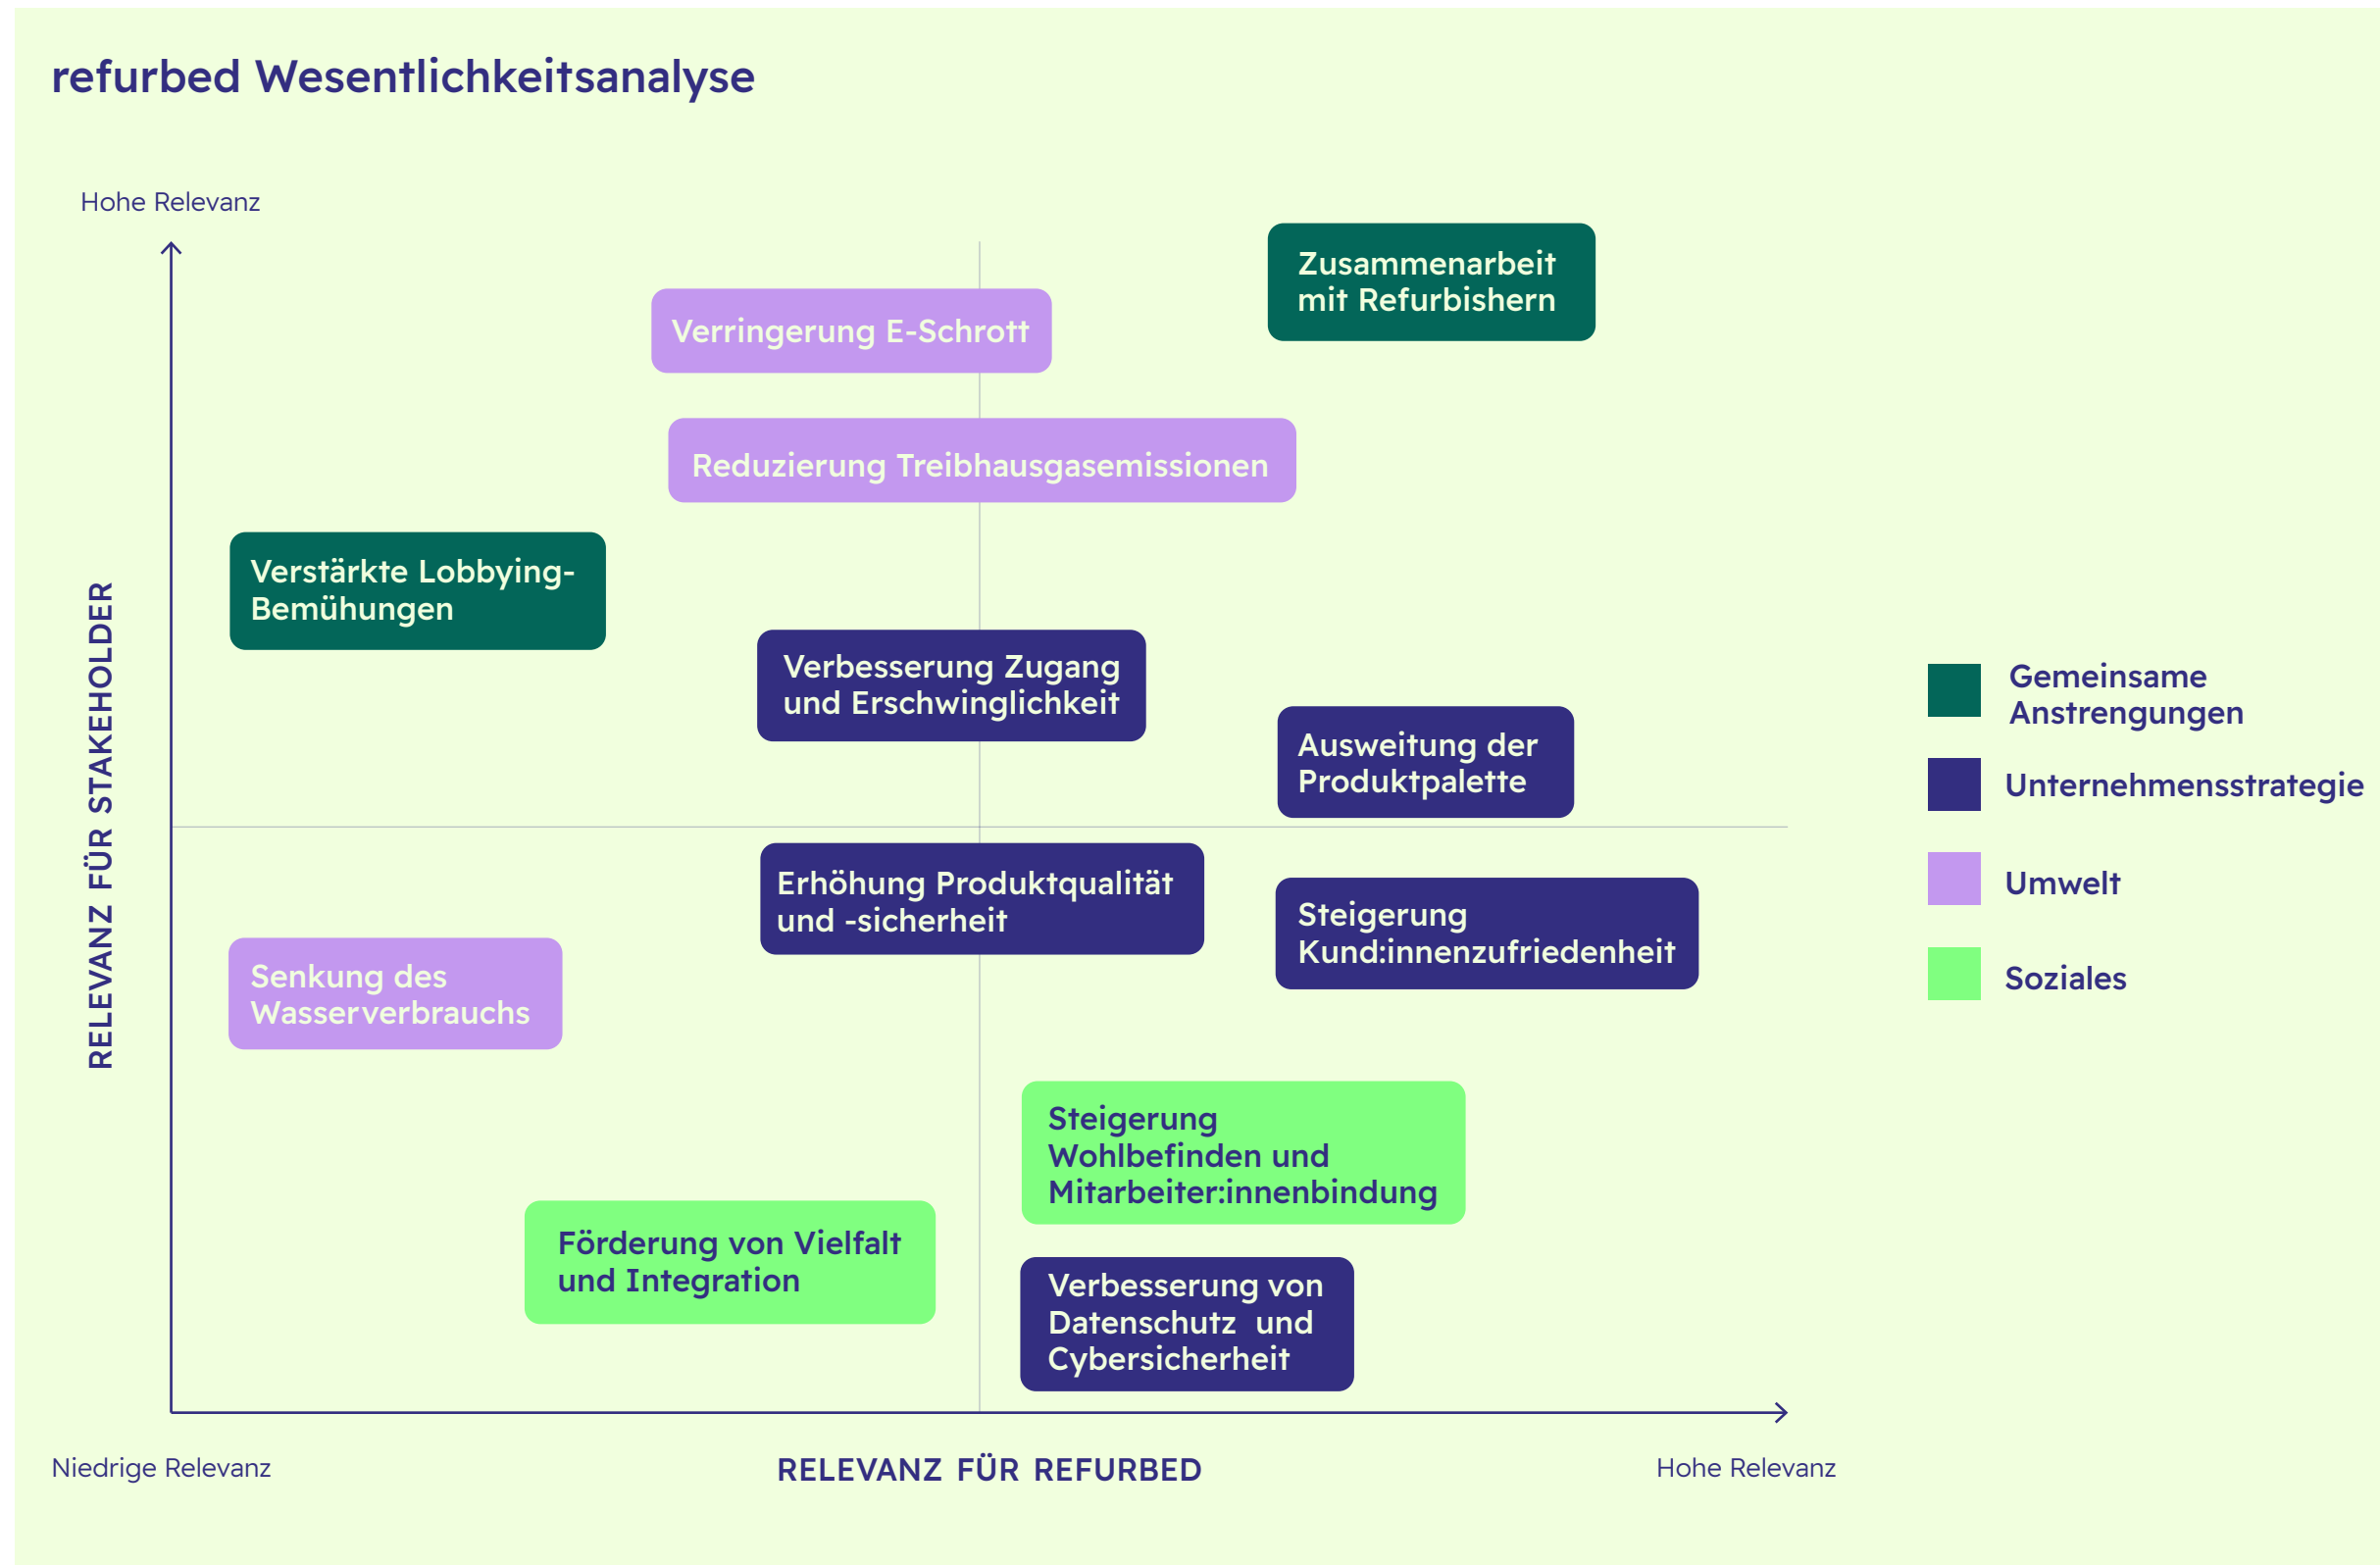 refurbed Wesentlichkeitsanalyse
Hohe Relevanz
Zusammenarbeit
mit Refurbishern
Verringerung E-Schrott
Reduzierung Treibhausgasemissionen
Verstärkte Lobbying-
Bemühungen
Verbesserung Zugang
und Erschwinglichkeit
Ausweitung der
Produktpalette
RELEVANZ FÜR STAKEHOLDER
Erhöhung Produktqualität
und -sicherheit
Steigerung
Kund:innenzufriedenheit
Senkung des
Wasserverbrauchs
Steigerung
Wohlbefinden und
Mitarbeiter:innenbindung
Förderung von Vielfalt
und Integration
Verbesserung von
Datenschutz  und
Cybersicherheit
Niedrige Relevanz
RELEVANZ FÜR REFURBED
Hohe Relevanz
Gemeinsame
Anstrengungen
Unternehmensstrategie
Umwelt
Soziales